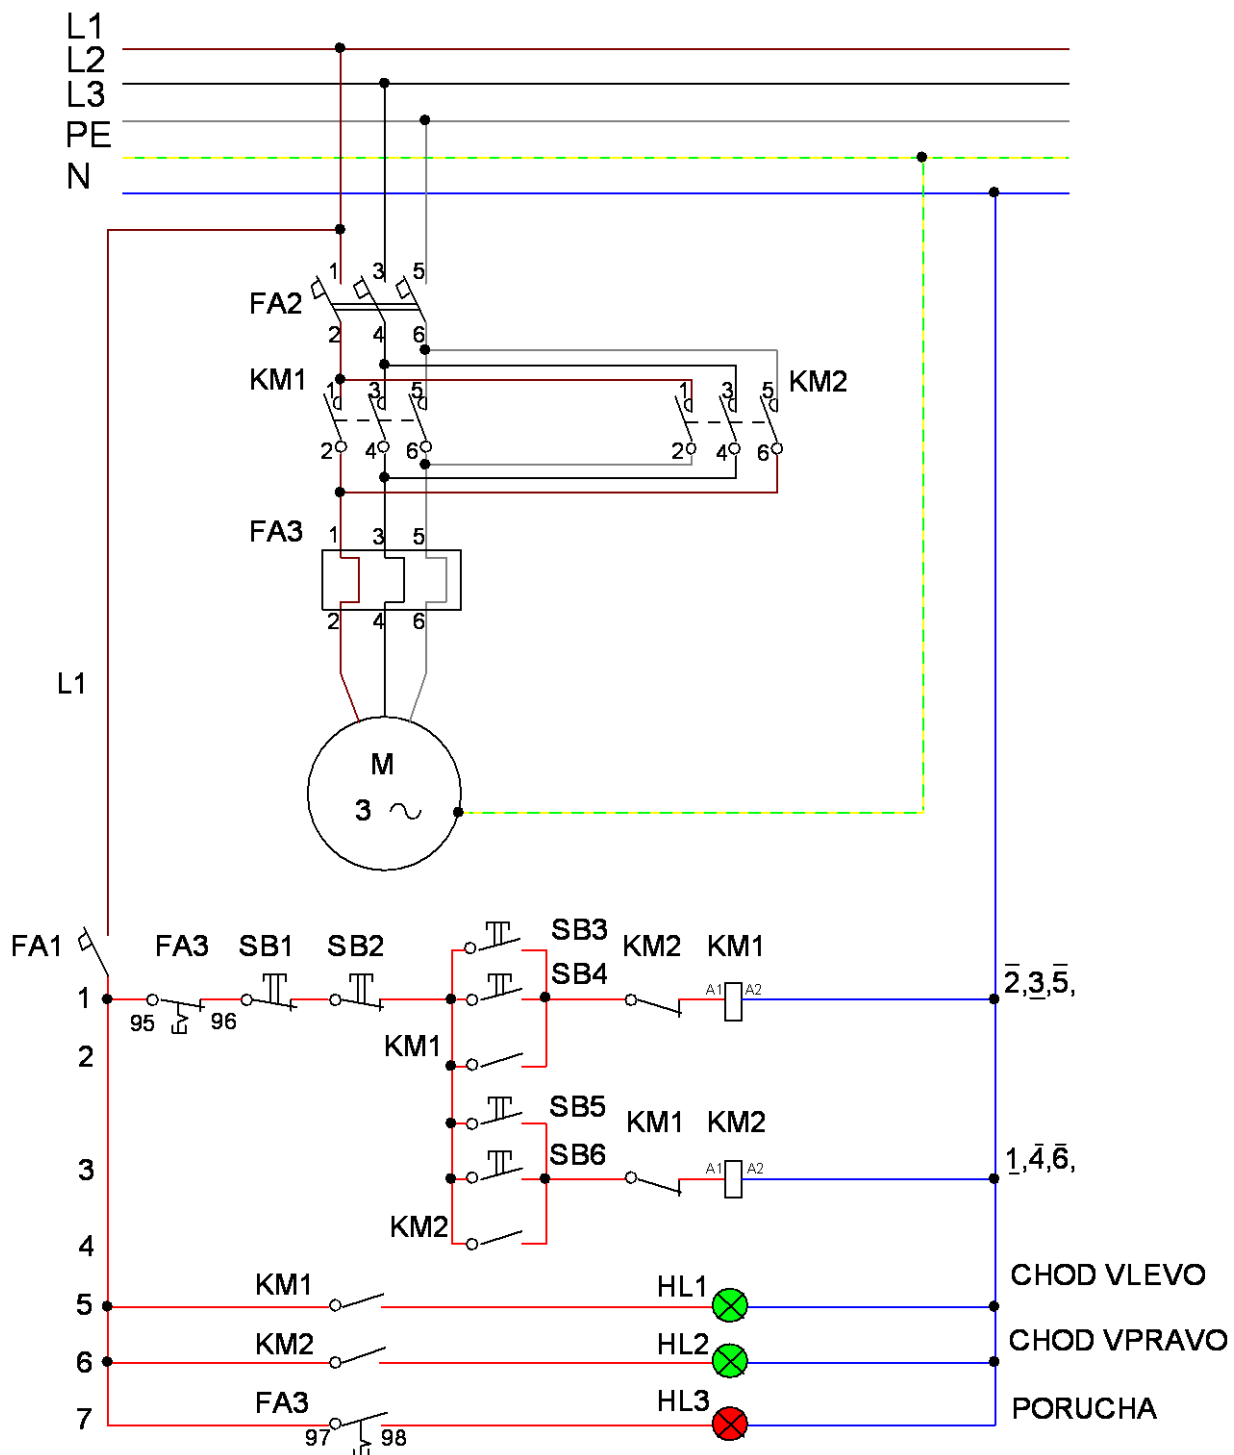 L1
L2
L3
PE
N
1 3 5
FA2
2 4 6
KM1 1 3 5 1 3 5 KM2
2 4 6 2 4 6
FA3 1 3 5
2 4 6
L1
M
3 ~
FA1 FA3 SB1 SB2 SB3 KM2 KM1
SB4
1 95 96 A1 A2 2̅,3̲,5̅,
2 KM1
SB5 KM1 KM2
SB6
3 A1 A2 1̲,4̅,6̅,
KM2
4
KM1 HL1 CHOD VLEVO
5
KM2 HL2 CHOD VPRAVO
6
FA3 HL3 PORUCHA
7 97 98